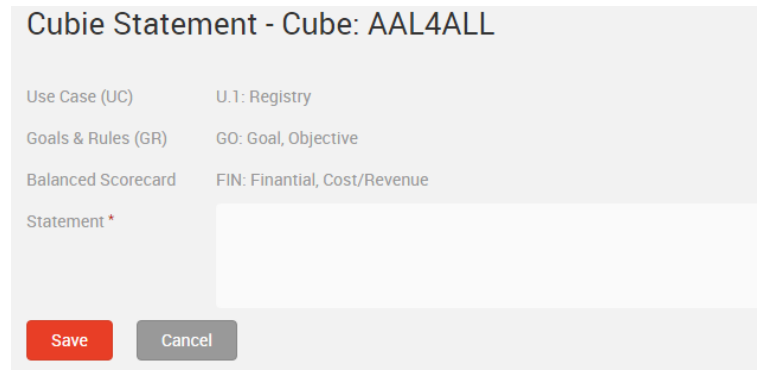 Cubie Statement - Cube: AAL4ALL
Use Case (UC) U.1: Registry
Goals & Rules (GR) GO: Goal, Objective
Balanced Scorecard FIN: Finantial, Cost/Revenue
Statement *
Save Cancel